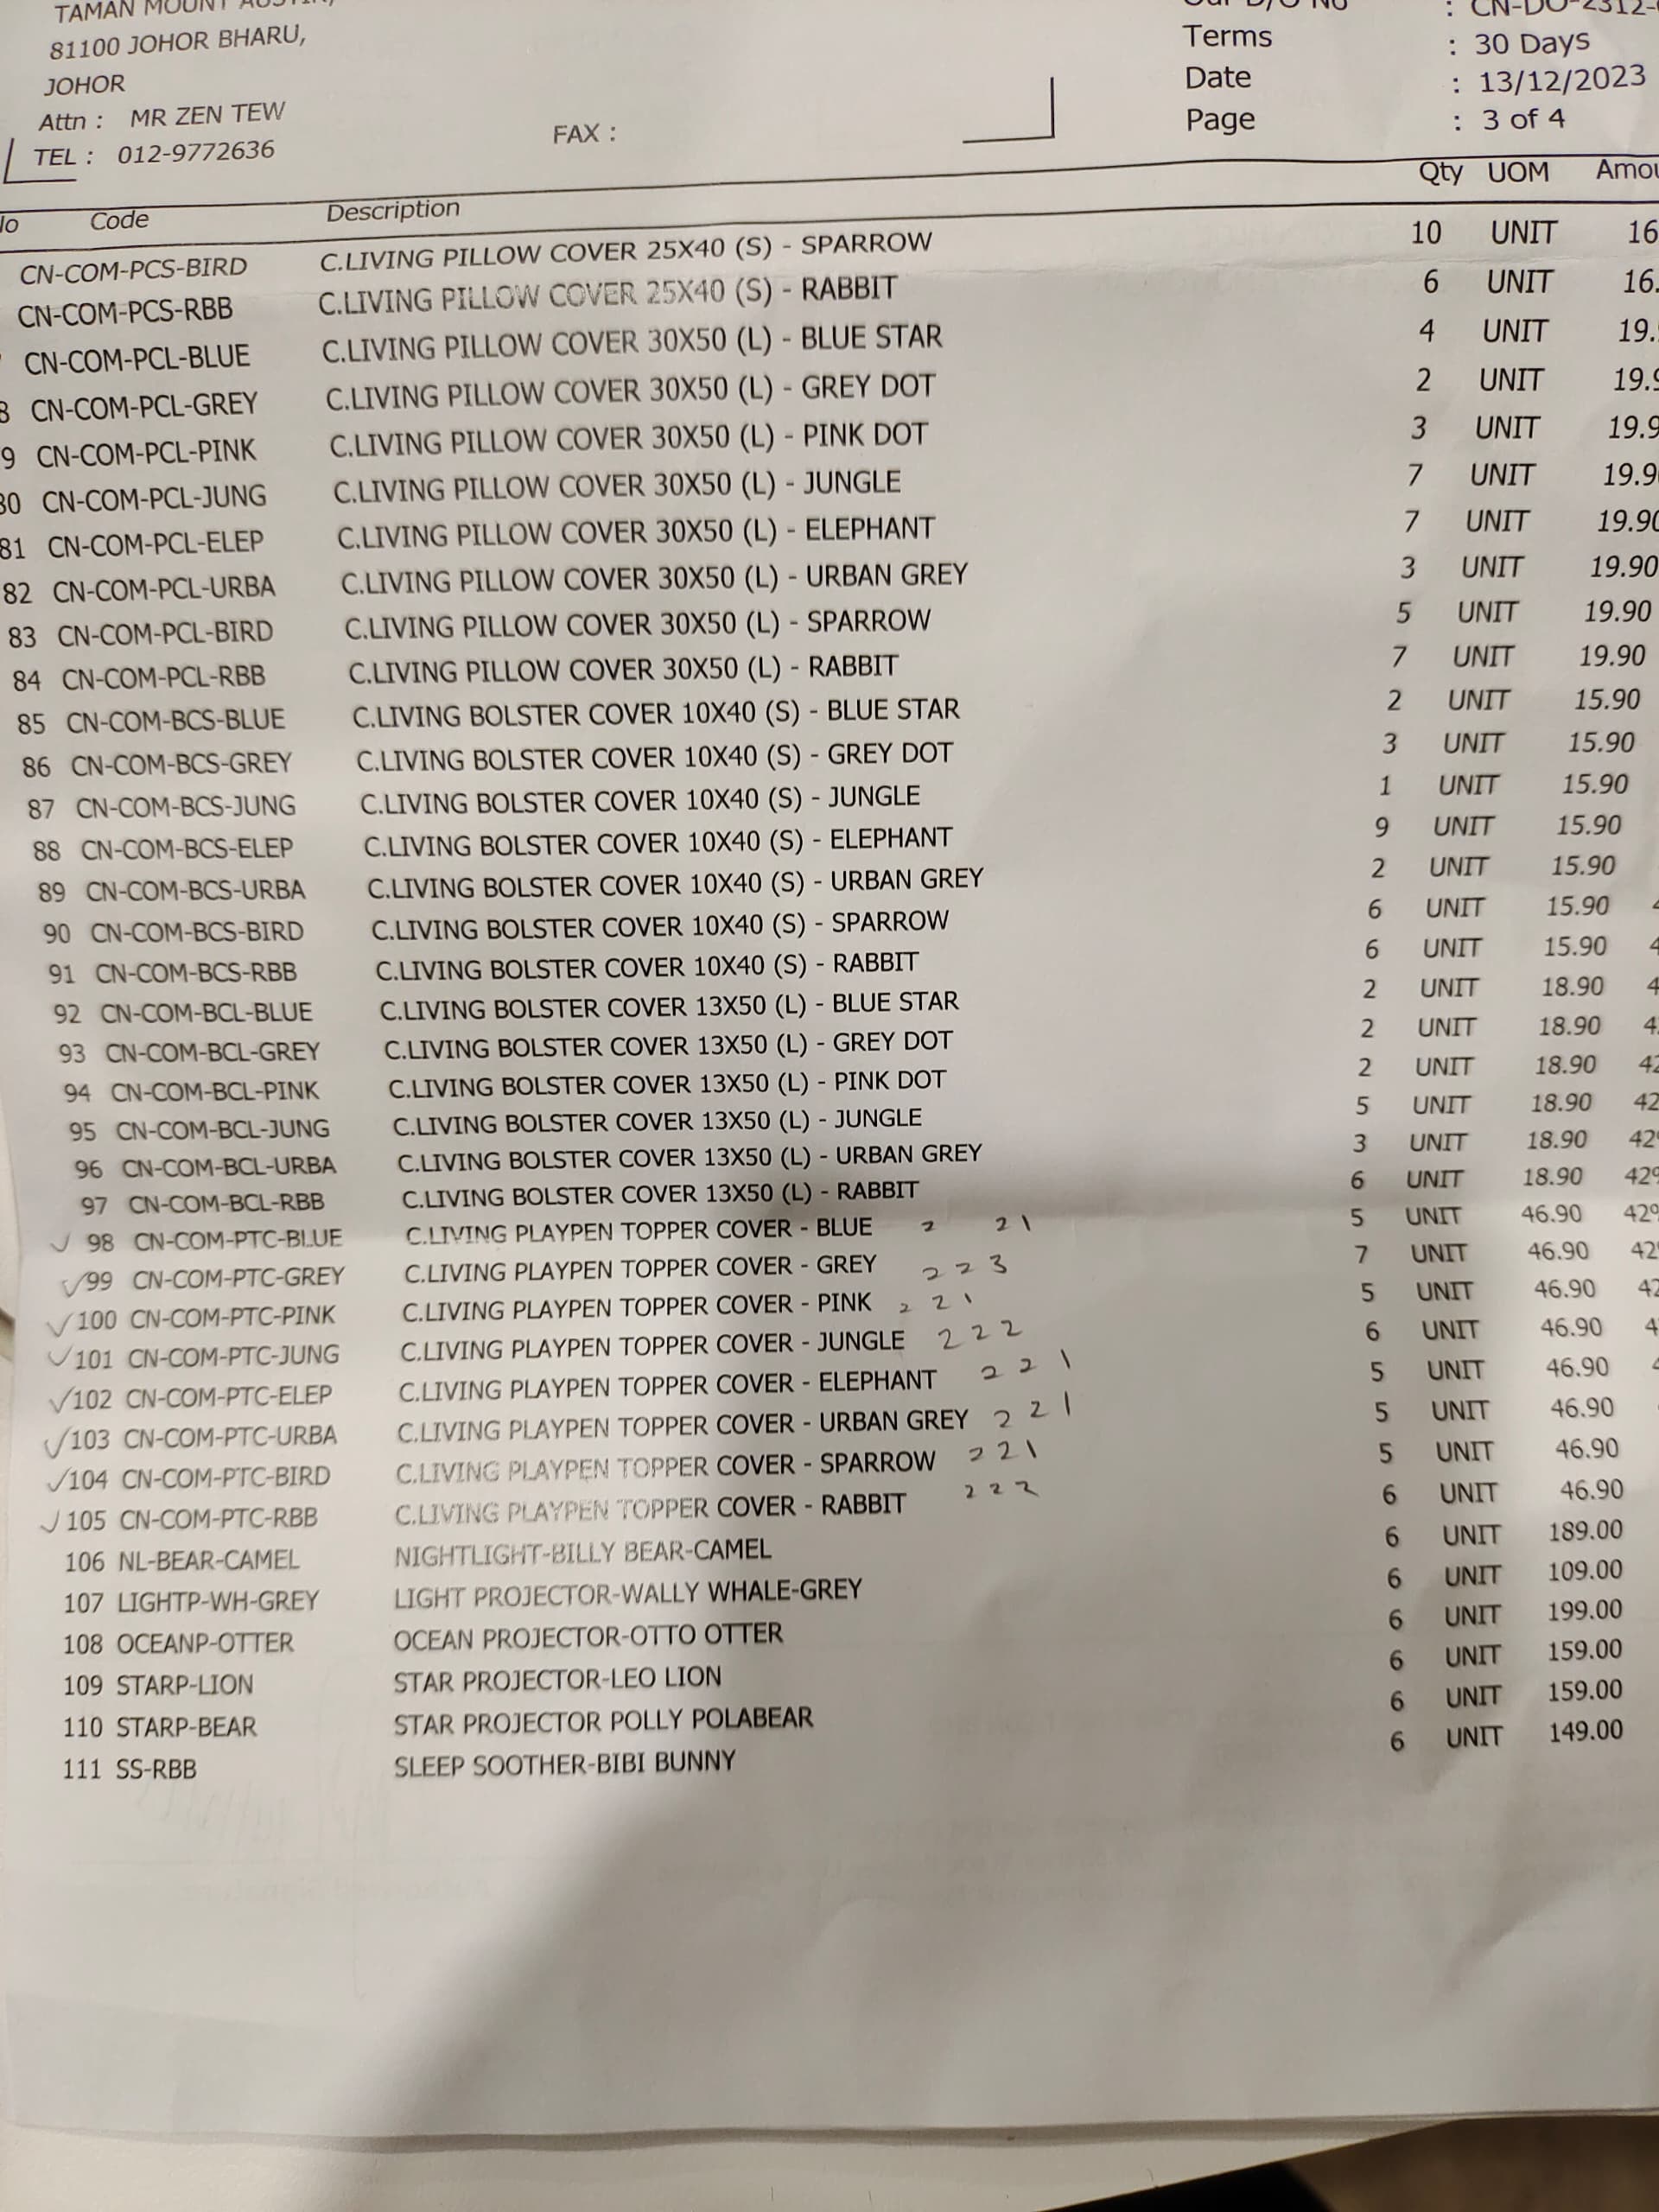 TAMAN MOUNT AUSTIN,
81100 JOHOR BHARU,
JOHOR
Attn : MR ZEN TEW
TEL : 012-9772636 FAX :
: CN-DO-2312-
Terms : 30 Days
Date : 13/12/2023
Page : 3 of 4
No Code Description Qty UOM Amou
CN-COM-PCS-BIRD C.LIVING PILLOW COVER 25X40 (S) - SPARROW 10 UNIT 16
CN-COM-PCS-RBB C.LIVING PILLOW COVER 25X40 (S) - RABBIT 6 UNIT 16.
CN-COM-PCL-BLUE C.LIVING PILLOW COVER 30X50 (L) - BLUE STAR 4 UNIT 19.
8 CN-COM-PCL-GREY C.LIVING PILLOW COVER 30X50 (L) - GREY DOT 2 UNIT 19.9
9 CN-COM-PCL-PINK C.LIVING PILLOW COVER 30X50 (L) - PINK DOT 3 UNIT 19.9
80 CN-COM-PCL-JUNG C.LIVING PILLOW COVER 30X50 (L) - JUNGLE 7 UNIT 19.90
81 CN-COM-PCL-ELEP C.LIVING PILLOW COVER 30X50 (L) - ELEPHANT 7 UNIT 19.90
82 CN-COM-PCL-URBA C.LIVING PILLOW COVER 30X50 (L) - URBAN GREY 3 UNIT 19.90
83 CN-COM-PCL-BIRD C.LIVING PILLOW COVER 30X50 (L) - SPARROW 5 UNIT 19.90
84 CN-COM-PCL-RBB C.LIVING PILLOW COVER 30X50 (L) - RABBIT 7 UNIT 19.90
85 CN-COM-BCS-BLUE C.LIVING BOLSTER COVER 10X40 (S) - BLUE STAR 2 UNIT 15.90
86 CN-COM-BCS-GREY C.LIVING BOLSTER COVER 10X40 (S) - GREY DOT 3 UNIT 15.90
87 CN-COM-BCS-JUNG C.LIVING BOLSTER COVER 10X40 (S) - JUNGLE 1 UNIT 15.90
88 CN-COM-BCS-ELEP C.LIVING BOLSTER COVER 10X40 (S) - ELEPHANT 9 UNIT 15.90
89 CN-COM-BCS-URBA C.LIVING BOLSTER COVER 10X40 (S) - URBAN GREY 2 UNIT 15.90
90 CN-COM-BCS-BIRD C.LIVING BOLSTER COVER 10X40 (S) - SPARROW 6 UNIT 15.90 4
91 CN-COM-BCS-RBB C.LIVING BOLSTER COVER 10X40 (S) - RABBIT 6 UNIT 15.90 4
92 CN-COM-BCL-BLUE C.LIVING BOLSTER COVER 13X50 (L) - BLUE STAR 2 UNIT 18.90 4
93 CN-COM-BCL-GREY C.LIVING BOLSTER COVER 13X50 (L) - GREY DOT 2 UNIT 18.90 4
94 CN-COM-BCL-PINK C.LIVING BOLSTER COVER 13X50 (L) - PINK DOT 2 UNIT 18.90 42
95 CN-COM-BCL-JUNG C.LIVING BOLSTER COVER 13X50 (L) - JUNGLE 5 UNIT 18.90 42
96 CN-COM-BCL-URBA C.LIVING BOLSTER COVER 13X50 (L) - URBAN GREY 3 UNIT 18.90 42%
97 CN-COM-BCL-RBB C.LIVING BOLSTER COVER 13X50 (L) - RABBIT 6 UNIT 18.90 42%
✓ 98 CN-COM-PTC-BLUE C.LIVING PLAYPEN TOPPER COVER - BLUE 2 2 1 5 UNIT 46.90 42%
✓ 99 CN-COM-PTC-GREY C.LIVING PLAYPEN TOPPER COVER - GREY 2 2 3 7 UNIT 46.90 42
✓ 100 CN-COM-PTC-PINK C.LIVING PLAYPEN TOPPER COVER - PINK 2 2 1 5 UNIT 46.90 42
✓ 101 CN-COM-PTC-JUNG C.LIVING PLAYPEN TOPPER COVER - JUNGLE 2 2 2 6 UNIT 46.90 4
✓ 102 CN-COM-PTC-ELEP C.LIVING PLAYPEN TOPPER COVER - ELEPHANT 2 2 1 5 UNIT 46.90
✓ 103 CN-COM-PTC-URBA C.LIVING PLAYPEN TOPPER COVER - URBAN GREY 2 2 1 5 UNIT 46.90
✓ 104 CN-COM-PTC-BIRD C.LIVING PLAYPEN TOPPER COVER - SPARROW 2 2 1 5 UNIT 46.90
✓ 105 CN-COM-PTC-RBB C.LIVING PLAYPEN TOPPER COVER - RABBIT 2 2 2 6 UNIT 46.90
106 NL-BEAR-CAMEL NIGHTLIGHT-BILLY BEAR-CAMEL 6 UNIT 189.00
107 LIGHTP-WH-GREY LIGHT PROJECTOR-WALLY WHALE-GREY 6 UNIT 109.00
108 OCEANP-OTTER OCEAN PROJECTOR-OTTO OTTER 6 UNIT 199.00
109 STARP-LION STAR PROJECTOR-LEO LION 6 UNIT 159.00
110 STARP-BEAR STAR PROJECTOR POLLY POLABEAR 6 UNIT 159.00
111 SS-RBB SLEEP SOOTHER-BIBI BUNNY 6 UNIT 149.00